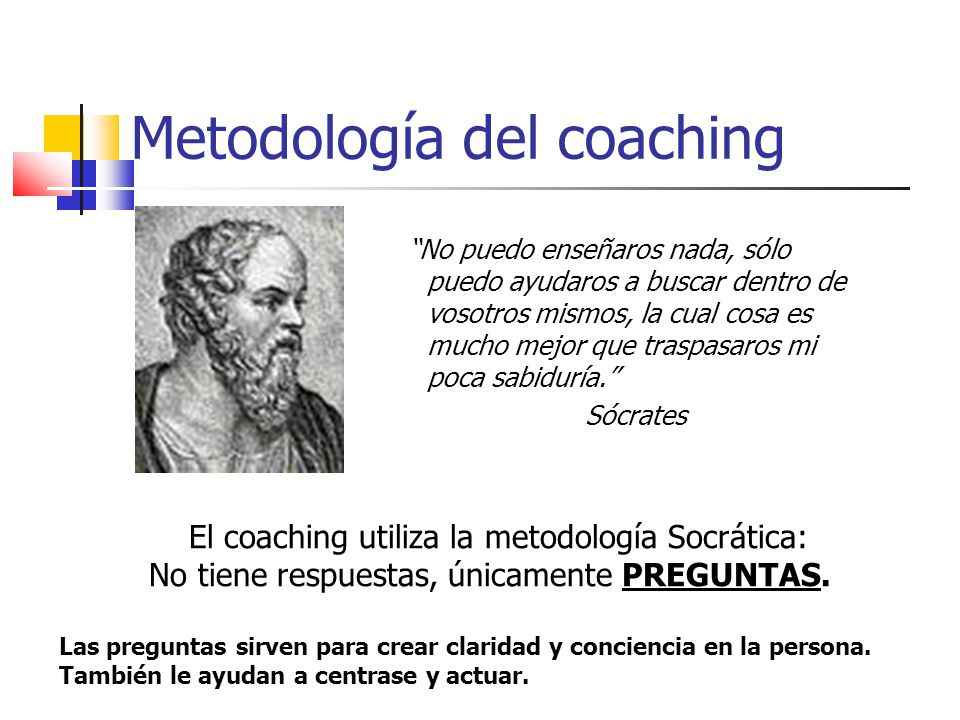 Metodología del coaching
“No puedo enseñaros nada, sólo
puedo ayudaros a buscar dentro de
vosotros mismos, la cual cosa es
mucho mejor que traspasaros mi
poca sabiduría.”
Sócrates
El coaching utiliza la metodología Socrática:
No tiene respuestas, únicamente PREGUNTAS.
Las preguntas sirven para crear claridad y conciencia en la persona.
También le ayudan a centrase y actuar.